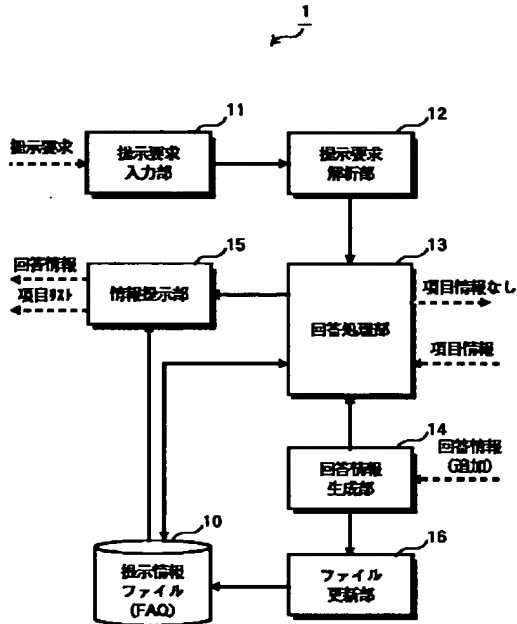 1
11
12
提示要求
提示要求
入力部
提示要求
解析部
15
13
回答情報
項目リスト
情報提示部
回答処理部
項目情報なし
項目情報
14
回答情報
(追加)
回答情報
生成部
10
16
提示情報
ファイル
(FAQ)
ファイル
更新部